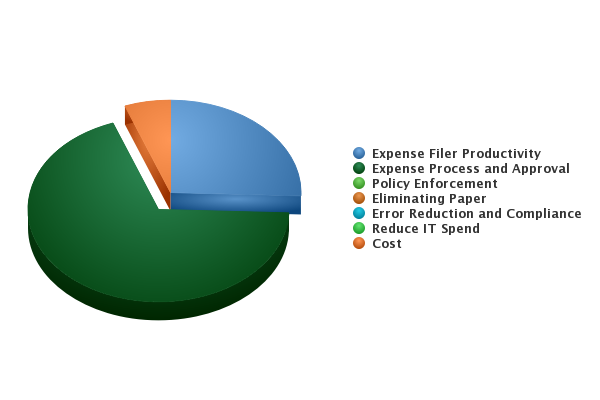 Expense Filer Productivity
Expense Process and Approval
Policy Enforcement
Eliminating Paper
Error Reduction and Compliance
Reduce IT Spend
Cost